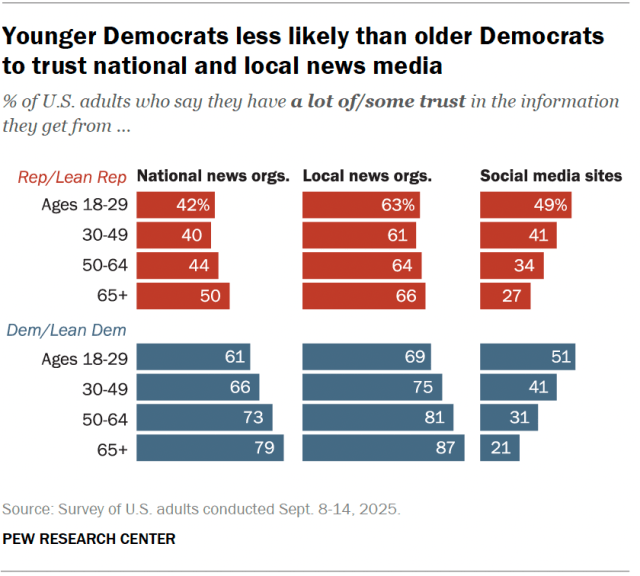 Younger Democrats less likely than older Democrats
to trust national and local news media
% of U.S. adults who say they have a lot of/some trust in the information
they get from ...
Rep/Lean Rep National news orgs. Local news orgs. Social media sites
Ages 18-29 42% 63% 49%
30-49 40 61 41
50-64 44 64 34
65+ 50 66 27
Dem/Lean Dem
Ages 18-29 61 69 51
30-49 66 75 41
50-64 73 81 31
65+ 79 87 21
Source: Survey of U.S. adults conducted Sept. 8-14, 2025.
PEW RESEARCH CENTER